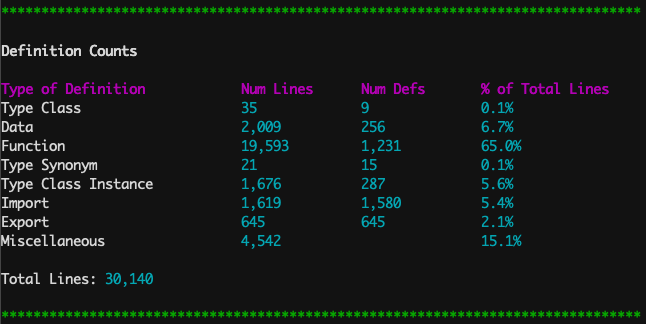 ********************************************************************************
Definition Counts
Type of Definition Num Lines Num Defs % of Total Lines
Type Class 35 9 0.1%
Data 2,009 256 6.7%
Function 19,593 1,231 65.0%
Type Synonym 21 15 0.1%
Type Class Instance 1,676 287 5.6%
Import 1,619 1,580 5.4%
Export 645 645 2.1%
Miscellaneous 4,542 15.1%
Total Lines: 30,140
********************************************************************************